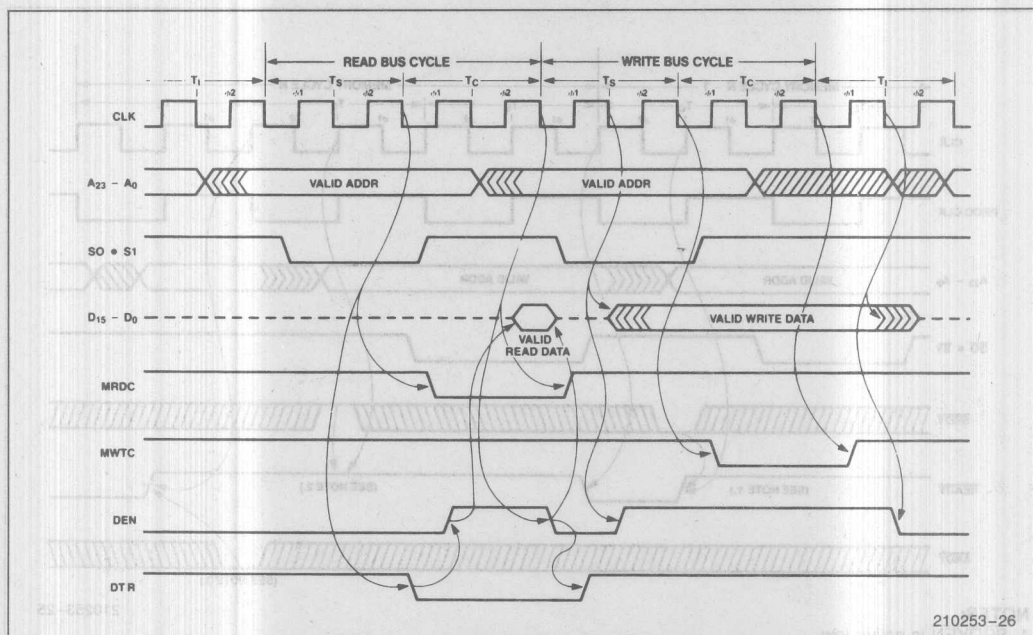 READ BUS CYCLE WRITE BUS CYCLE
T1 TS TC TS TC T1
ϕ2 ϕ1 ϕ2 ϕ1 ϕ2 ϕ1 ϕ2 ϕ1 ϕ2 ϕ1 ϕ2
CLK
A23 - A0 VALID ADDR VALID ADDR
SO • S1
D15 - D0 VALID WRITE DATA
VALID
READ DATA
MRDC
MWTC
DEN
DTR
210253-26